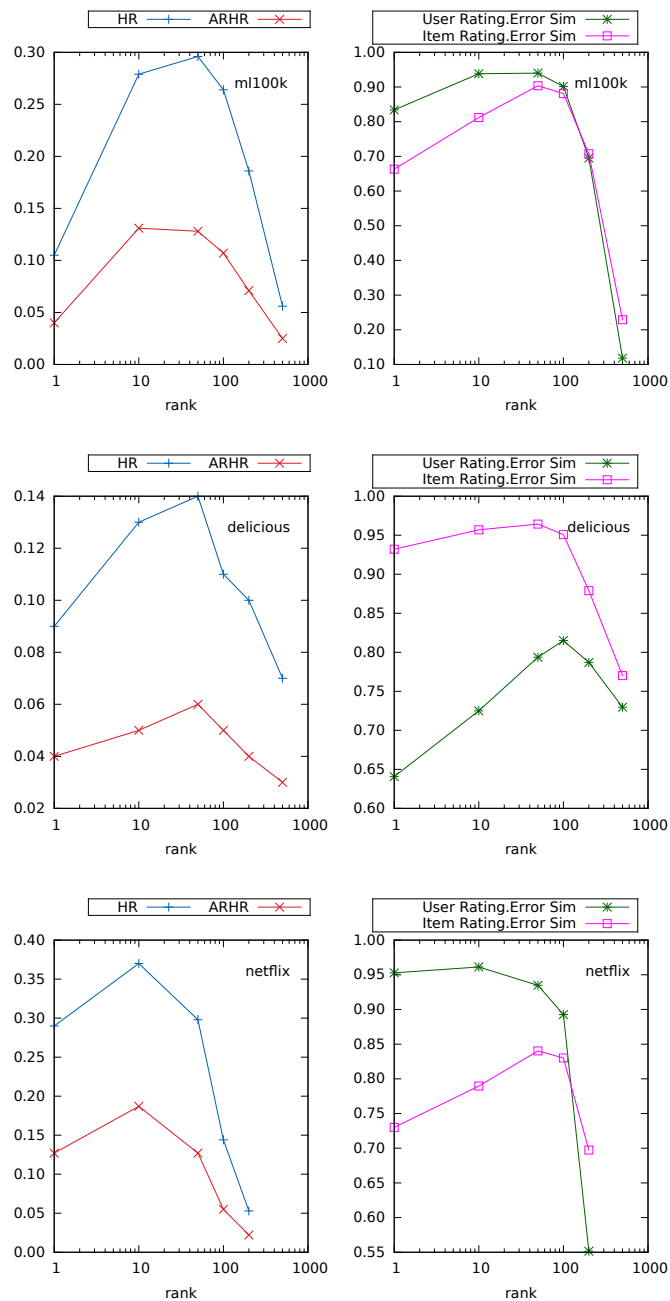 HR ARHR
ml100k
0.30
0.25
0.20
0.15
0.10
0.05
0.00
1 10 100 1000
rank
User Rating.Error Sim
Item Rating.Error Sim
ml100k
1.00
0.90
0.80
0.70
0.60
0.50
0.40
0.30
0.20
0.10
1 10 100 1000
rank
HR ARHR
delicious
0.14
0.12
0.10
0.08
0.06
0.04
0.02
1 10 100 1000
rank
User Rating.Error Sim
Item Rating.Error Sim
delicious
1.00
0.95
0.90
0.85
0.80
0.75
0.70
0.65
0.60
1 10 100 1000
rank
HR ARHR
netflix
0.40
0.35
0.30
0.25
0.20
0.15
0.10
0.05
0.00
1 10 100 1000
rank
User Rating.Error Sim
Item Rating.Error Sim
netflix
1.00
0.95
0.90
0.85
0.80
0.75
0.70
0.65
0.60
0.55
1 10 100 1000
rank